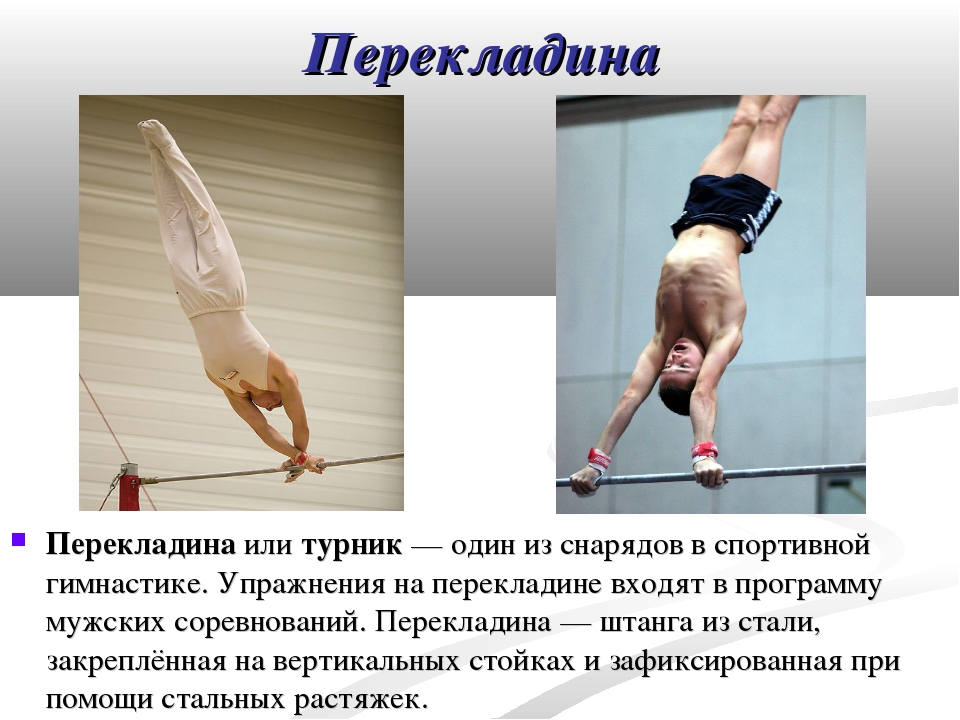 Перекладина
Перекладина или турник — один из снарядов в спортивной
гимнастике. Упражнения на перекладине входят в программу
мужских соревнований. Перекладина — штанга из стали,
закреплённая на вертикальных стойках и зафиксированная при
помощи стальных растяжек.